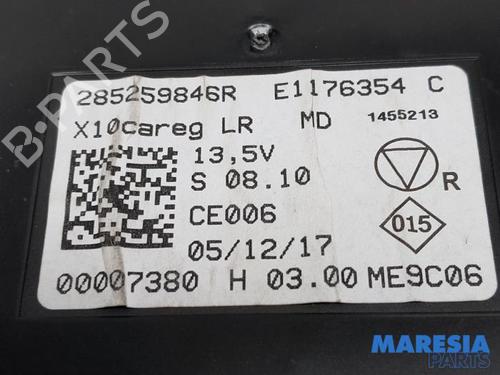 B-PARTS
285259846R E1176354 C
X10careg LR MD 1455213
13,5V
S 08.10
R
CE006
015
05/12/17
00007380 H 03.00 ME9C06
MARESIA
PARTS